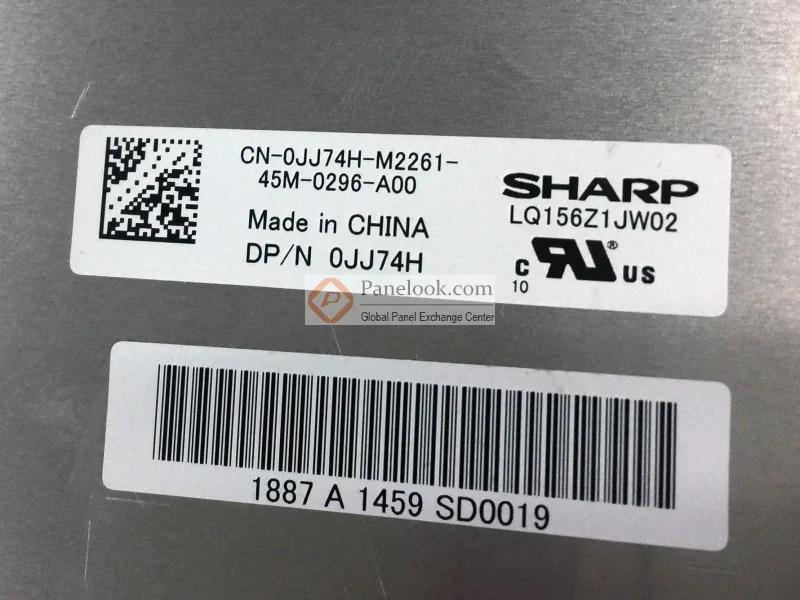 CN-0JJ74H-M2261-
45M-0296-A00
Made in CHINA
DP/N 0JJ74H
SHARP
LQ156Z1JW02
c RU® US
10
Panelook.com
Global Panel Exchange Center
1887 A 1459 SD0019